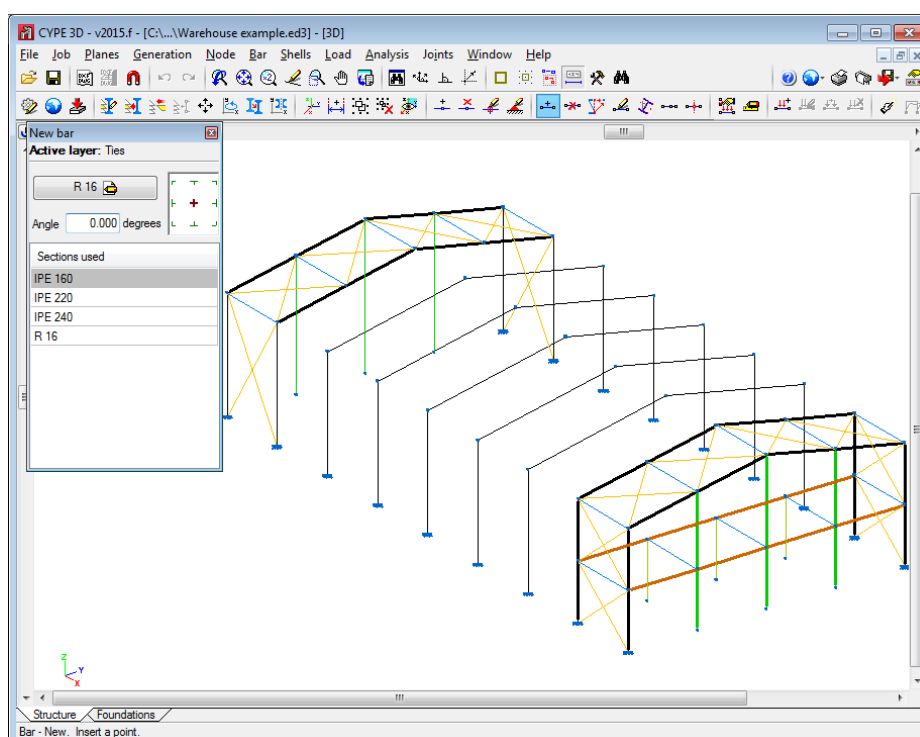 CYPE 3D - v2015.f - [C:\...\Warehouse example.ed3] - [3D]
File Job Planes Generation Node Bar Shells Load Analysis Joints Window Help
New bar
Active layer: Ties
R 16
Angle 0.000 degrees
Sections used
IPE 160
IPE 220
IPE 240
R 16
Z
Y
X
Structure Foundations
Bar - New. Insert a point.